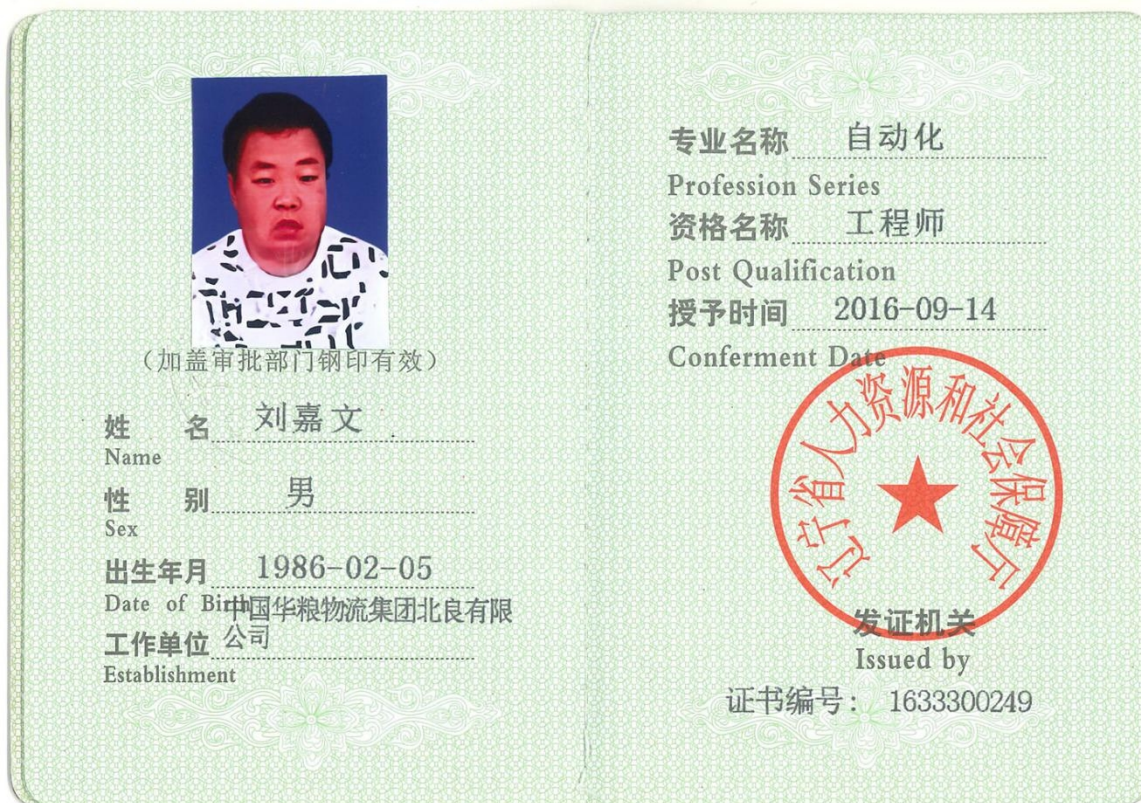 （加盖审批部门钢印有效）
姓 名 刘嘉文
Name
性 别 男
Sex
出生年月 1986-02-05
Date of Birth
中国华粮物流集团北良有限
工作单位 公司
Establishment
专业名称 自动化
Profession Series
资格名称 工程师
Post Qualification
授予时间 2016-09-14
Conferment Date
辽宁省人力资源和社会保障厅
发证机关
Issued by
证书编号： 1633300249